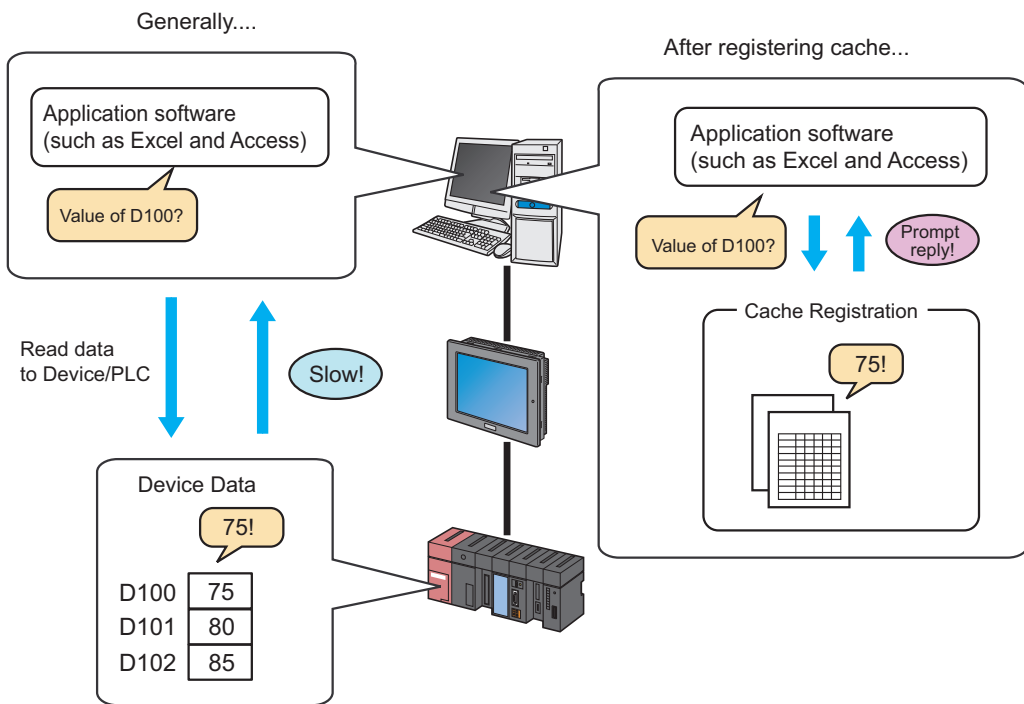 Generally....
Application software
(such as Excel and Access)
Value of D100?
Read data
to Device/PLC
Slow!
Device Data
75!
D100 75
D101 80
D102 85
After registering cache...
Application software
(such as Excel and Access)
Value of D100?
Prompt
reply!
Cache Registration
75!